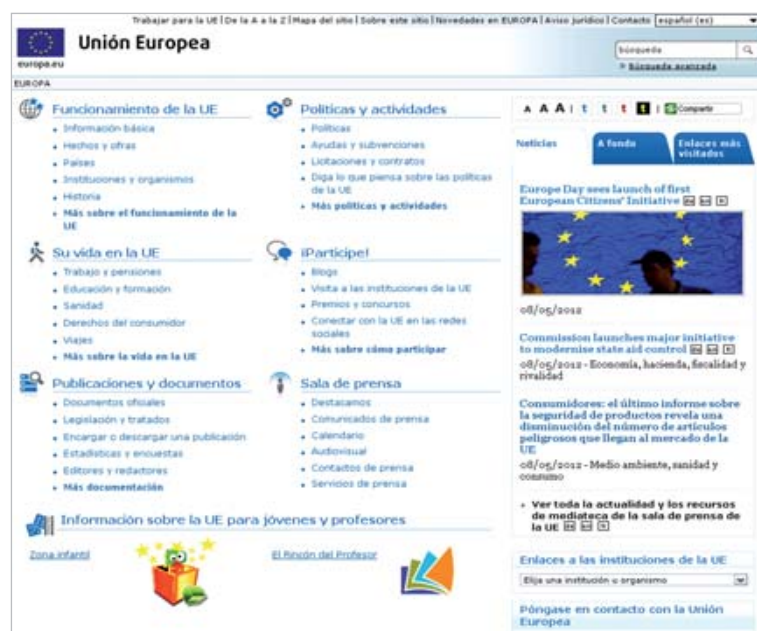 Trabajar para la UE | De la A a la Z | Mapa del sitio | Sobre este sitio | Novedades en EUROPA | Aviso jurídico | Contacto español (es)
Unión Europea
europa.eu
búsqueda
Búsqueda avanzada
EUROPA
Funcionamiento de la UE
Información básica
Hechos y cifras
Países
Instituciones y organismos
Historia
Más sobre el funcionamiento de la
UE
Políticas y actividades
Políticas
Ayudas y subvenciones
Licitaciones y contratos
Diga lo que piensa sobre las políticas
de la UE
Más políticas y actividades
Su vida en la UE
Trabajo y pensiones
Educación y formación
Sanidad
Derechos del consumidor
Viajes
Más sobre la vida en la UE
¡Participe!
Blogs
Visita a las instituciones de la UE
Premios y concursos
Conectar con la UE en las redes
sociales
Más sobre cómo participar
Publicaciones y documentos
Documentos oficiales
Legislación y tratados
Encargar o descargar una publicación
Estadísticas y encuestas
Editores y redactores
Más documentación
Sala de prensa
Destacamos
Comunicados de prensa
Calendario
Audiovisual
Contactos de prensa
Servicios de prensa
Información sobre la UE para jóvenes y profesores
Zona infantil
El Rincón del Profesor
A A A | t t t t | Compartir
Noticias
A fondo
Enlaces más
visitados
Europe Day sees launch of first
European Citizens' Initiative
08/05/2012
Commission launches major initiative
to modernise state aid control
08/05/2012 - Economía, hacienda, fiscalidad y
rivalidad
Consumidores: el último informe sobre
la seguridad de productos revela una
disminución del número de artículos
peligrosos que llegan al mercado de la
UE
08/05/2012 - Medio ambiente, sanidad y
consumo
Ver toda la actualidad y los recursos
de mediateca de la sala de prensa de
la UE
Enlaces a las instituciones de la UE
Elija una institución u organismo
Póngase en contacto con la Unión
Europea